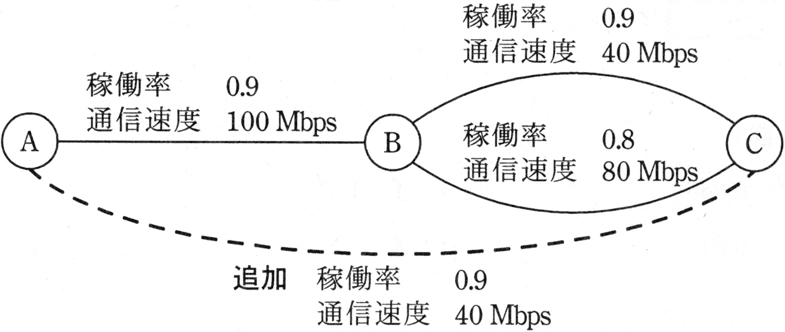 稼働率 0.9
通信速度 40 Mbps
稼働率 0.9
通信速度 100 Mbps
A
B
稼働率 0.8
通信速度 80 Mbps
C
追加 稼働率 0.9
通信速度 40 Mbps